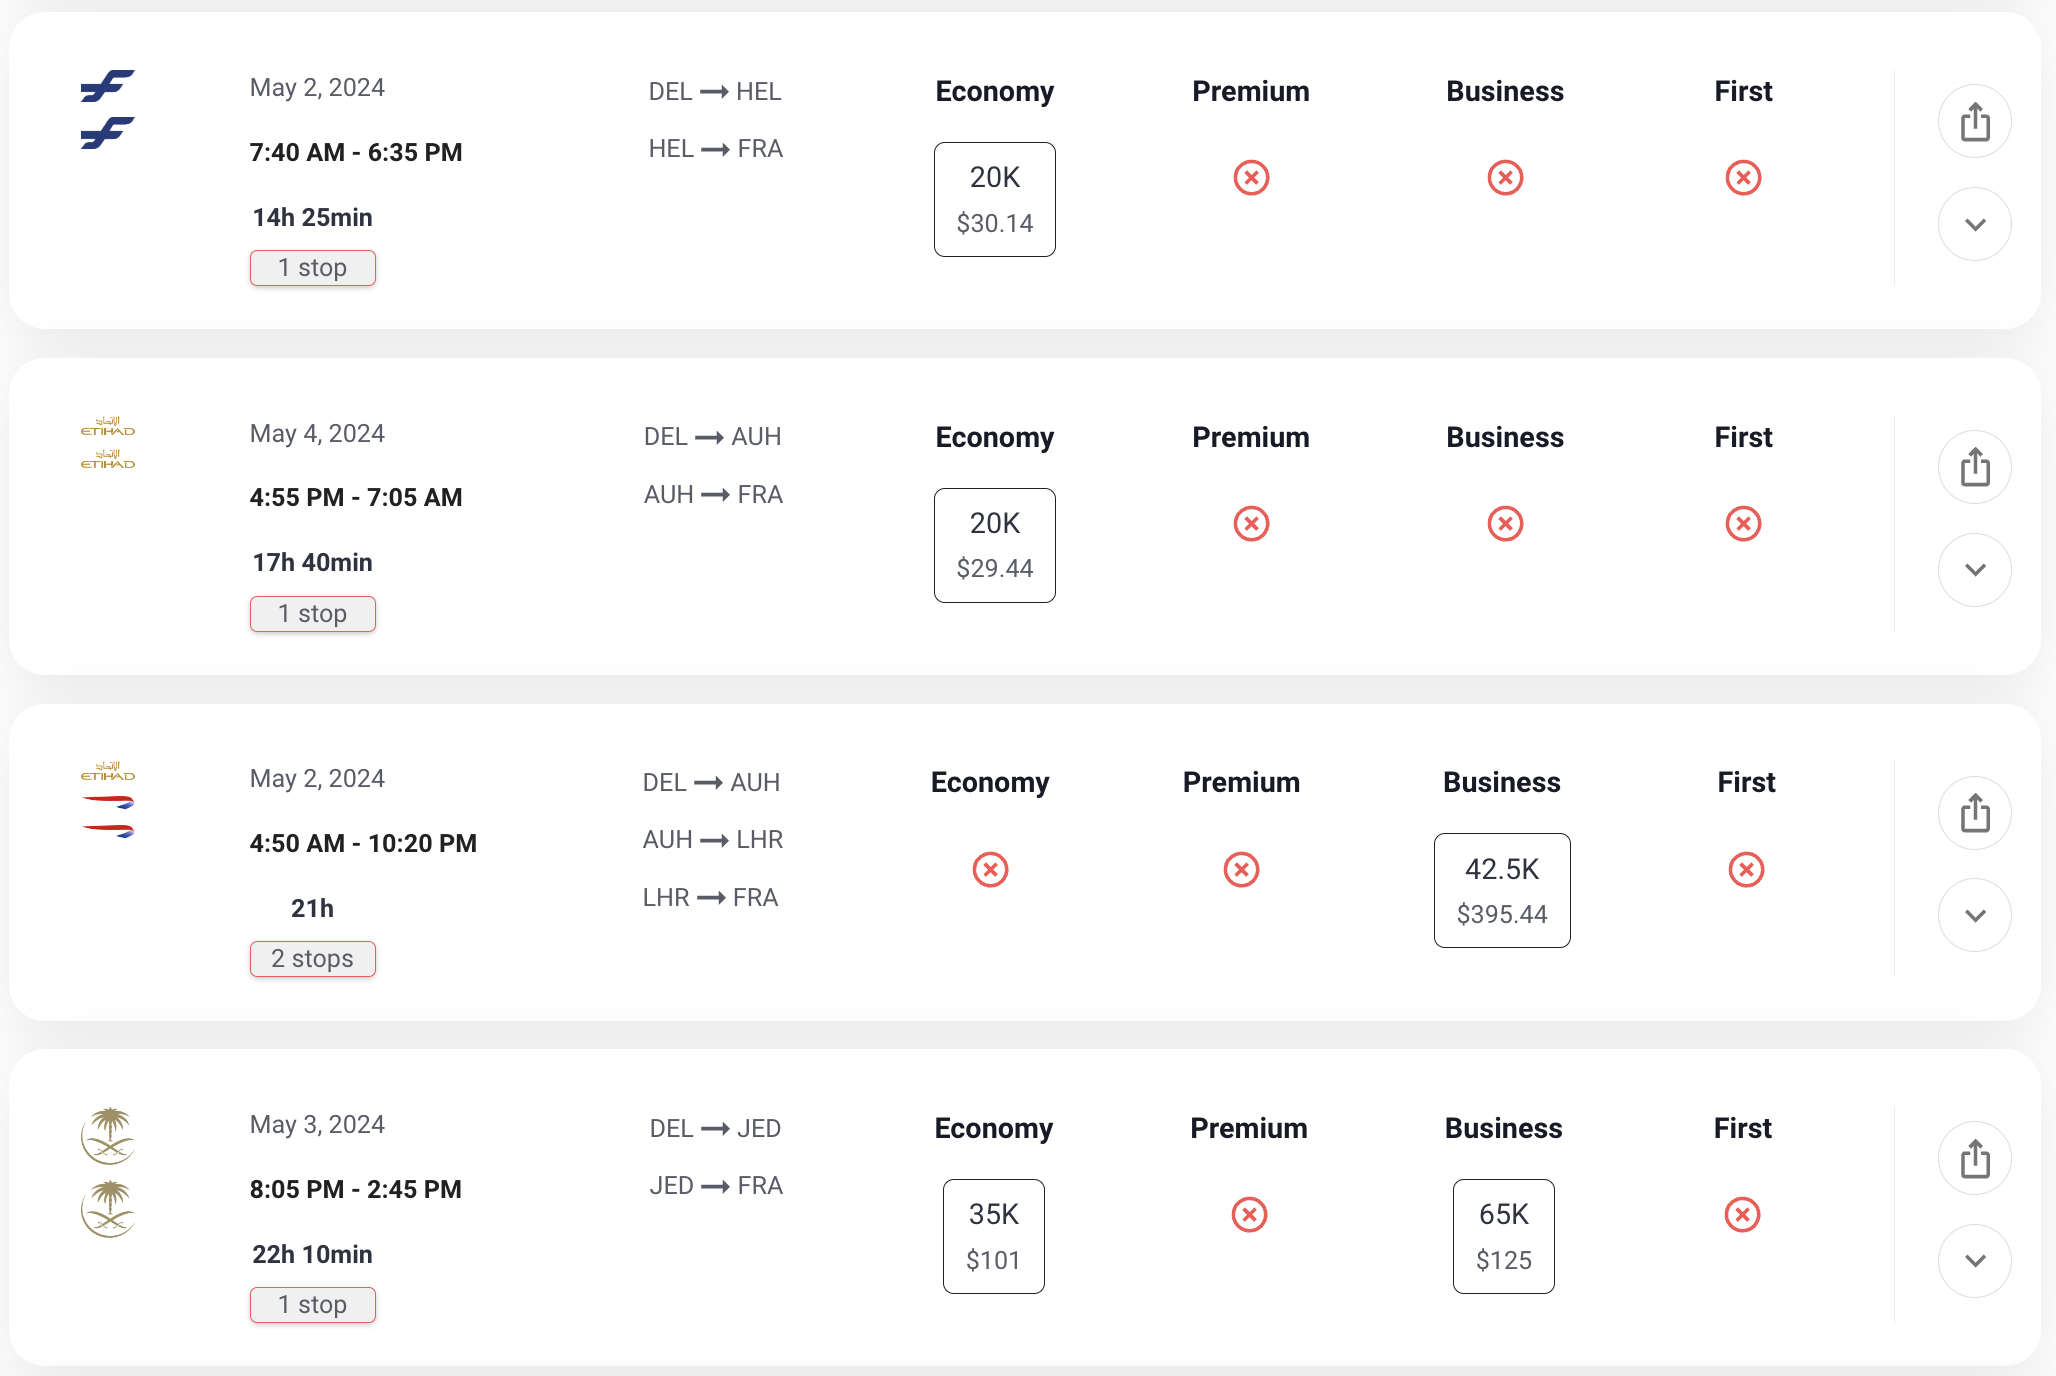 May 2, 2024
7:40 AM - 6:35 PM
14h 25min
1 stop
DEL → HEL
HEL → FRA
Economy
20K
$30.14
Premium
Business
First
الإتحاد
ETIHAD
الإتحاد
ETIHAD
May 4, 2024
4:55 PM - 7:05 AM
17h 40min
1 stop
DEL → AUH
AUH → FRA
Economy
20K
$29.44
Premium
Business
First
الإتحاد
ETIHAD
May 2, 2024
4:50 AM - 10:20 PM
21h
2 stops
DEL → AUH
AUH → LHR
LHR → FRA
Economy
Premium
Business
42.5K
$395.44
First
May 3, 2024
8:05 PM - 2:45 PM
22h 10min
1 stop
DEL → JED
JED → FRA
Economy
35K
$101
Premium
Business
65K
$125
First